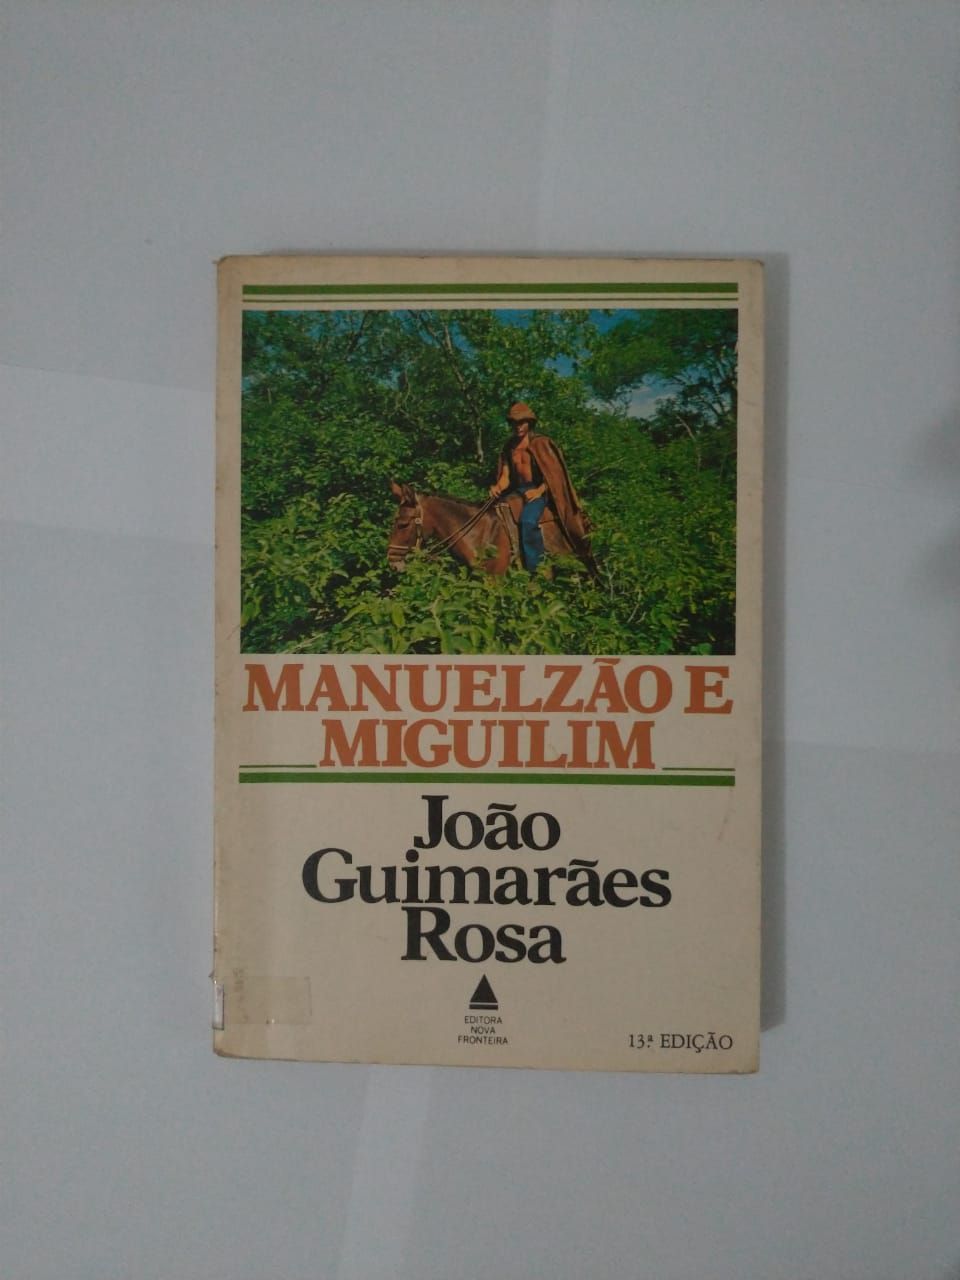 MANUELZÃO E
MIGUILIM
João
Guimarães
Rosa
EDITORA
NOVA
FRONTEIRA
13ª EDIÇÃO